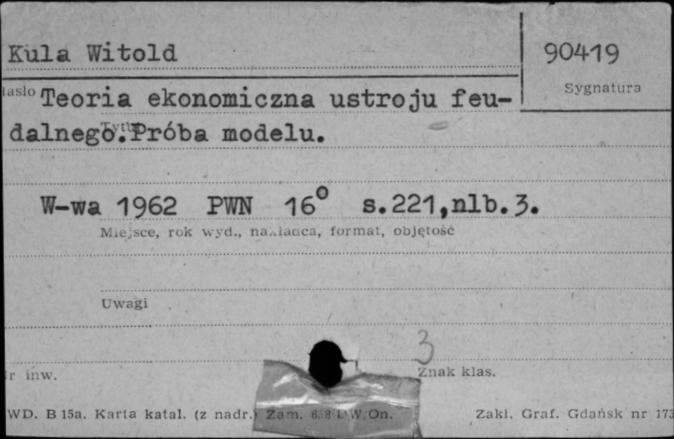 Kula Witold
90419
Sygnatura
Teoria ekonomiczna ustroju feu-
dalnego. Próba modelu.
W-wa 1962 PWN 16° s.221,nlb.3.
Miejsce, rok wyd., nakładca, format, objętość
Uwagi
3
Znak klas.
r inw.
WD. B 15a. Karta katal. (z nadr.) Zam.
Zakł. Graf. Gdańsk nr 173